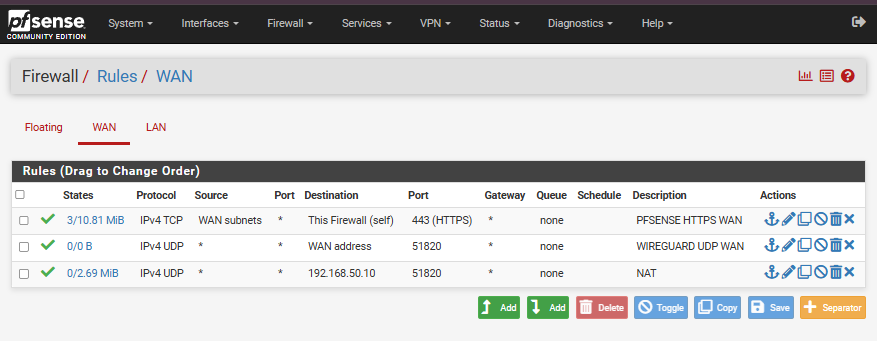 pfsense
COMMUNITY EDITION
System Interfaces Firewall Services VPN Status Diagnostics Help
Firewall / Rules / WAN
Floating WAN LAN
Rules (Drag to Change Order)
States Protocol Source Port Destination Port Gateway Queue Schedule Description Actions
3/10.81 MiB IPv4 TCP WAN subnets * This Firewall (self) 443 (HTTPS) * none PFSENSE HTTPS WAN
0/0 B IPv4 UDP * * WAN address 51820 * none WIREGUARD UDP WAN
0/2.69 MiB IPv4 UDP * * 192.168.50.10 51820 * none NAT
Add Add Delete Toggle Copy Save Separator